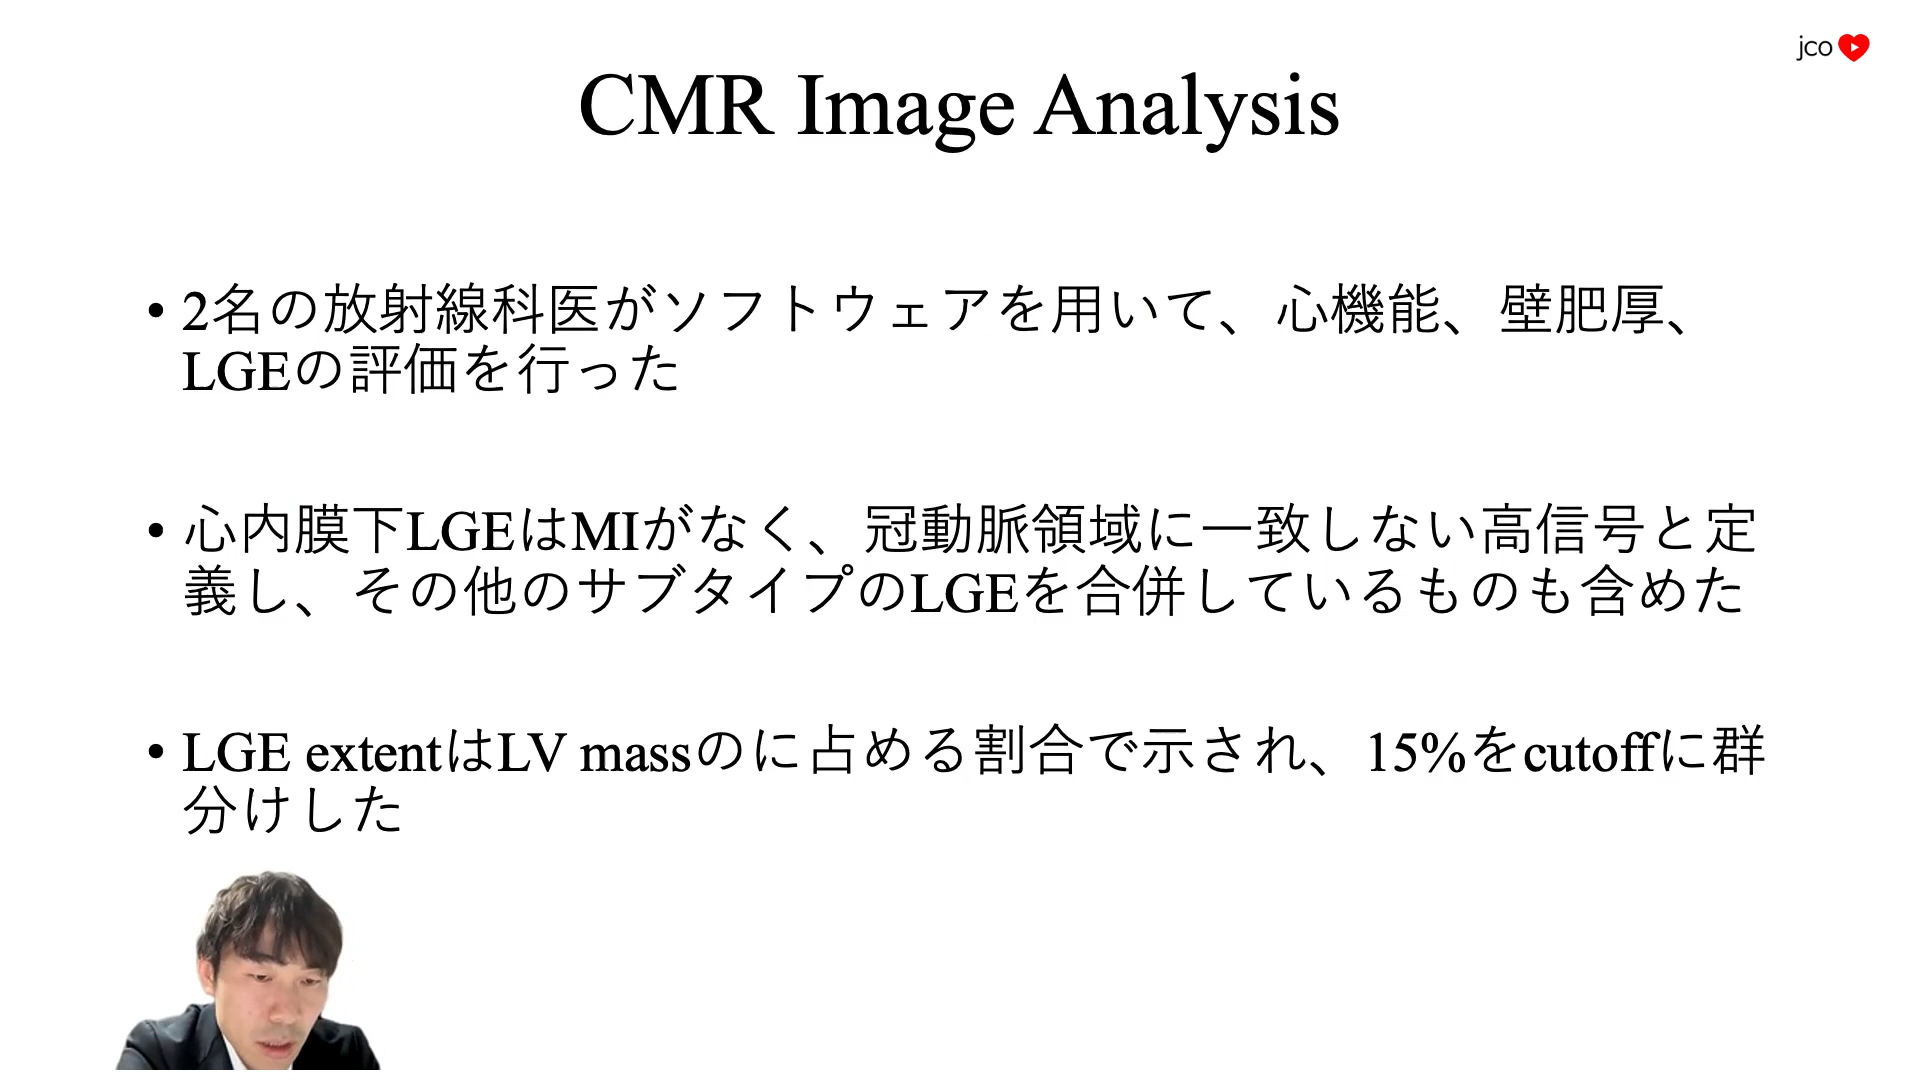 jco
CMR Image Analysis
• 2名の放射線科医がソフトウェアを用いて、心機能、壁肥厚、
LGEの評価を行った
• 心内膜下LGEはMIがなく、冠動脈領域に一致しない高信号と定
義し、その他のサブタイプのLGEを合併しているものも含めた
• LGE extentはLV massのに占める割合で示され、15%をcutoffに群
分けした